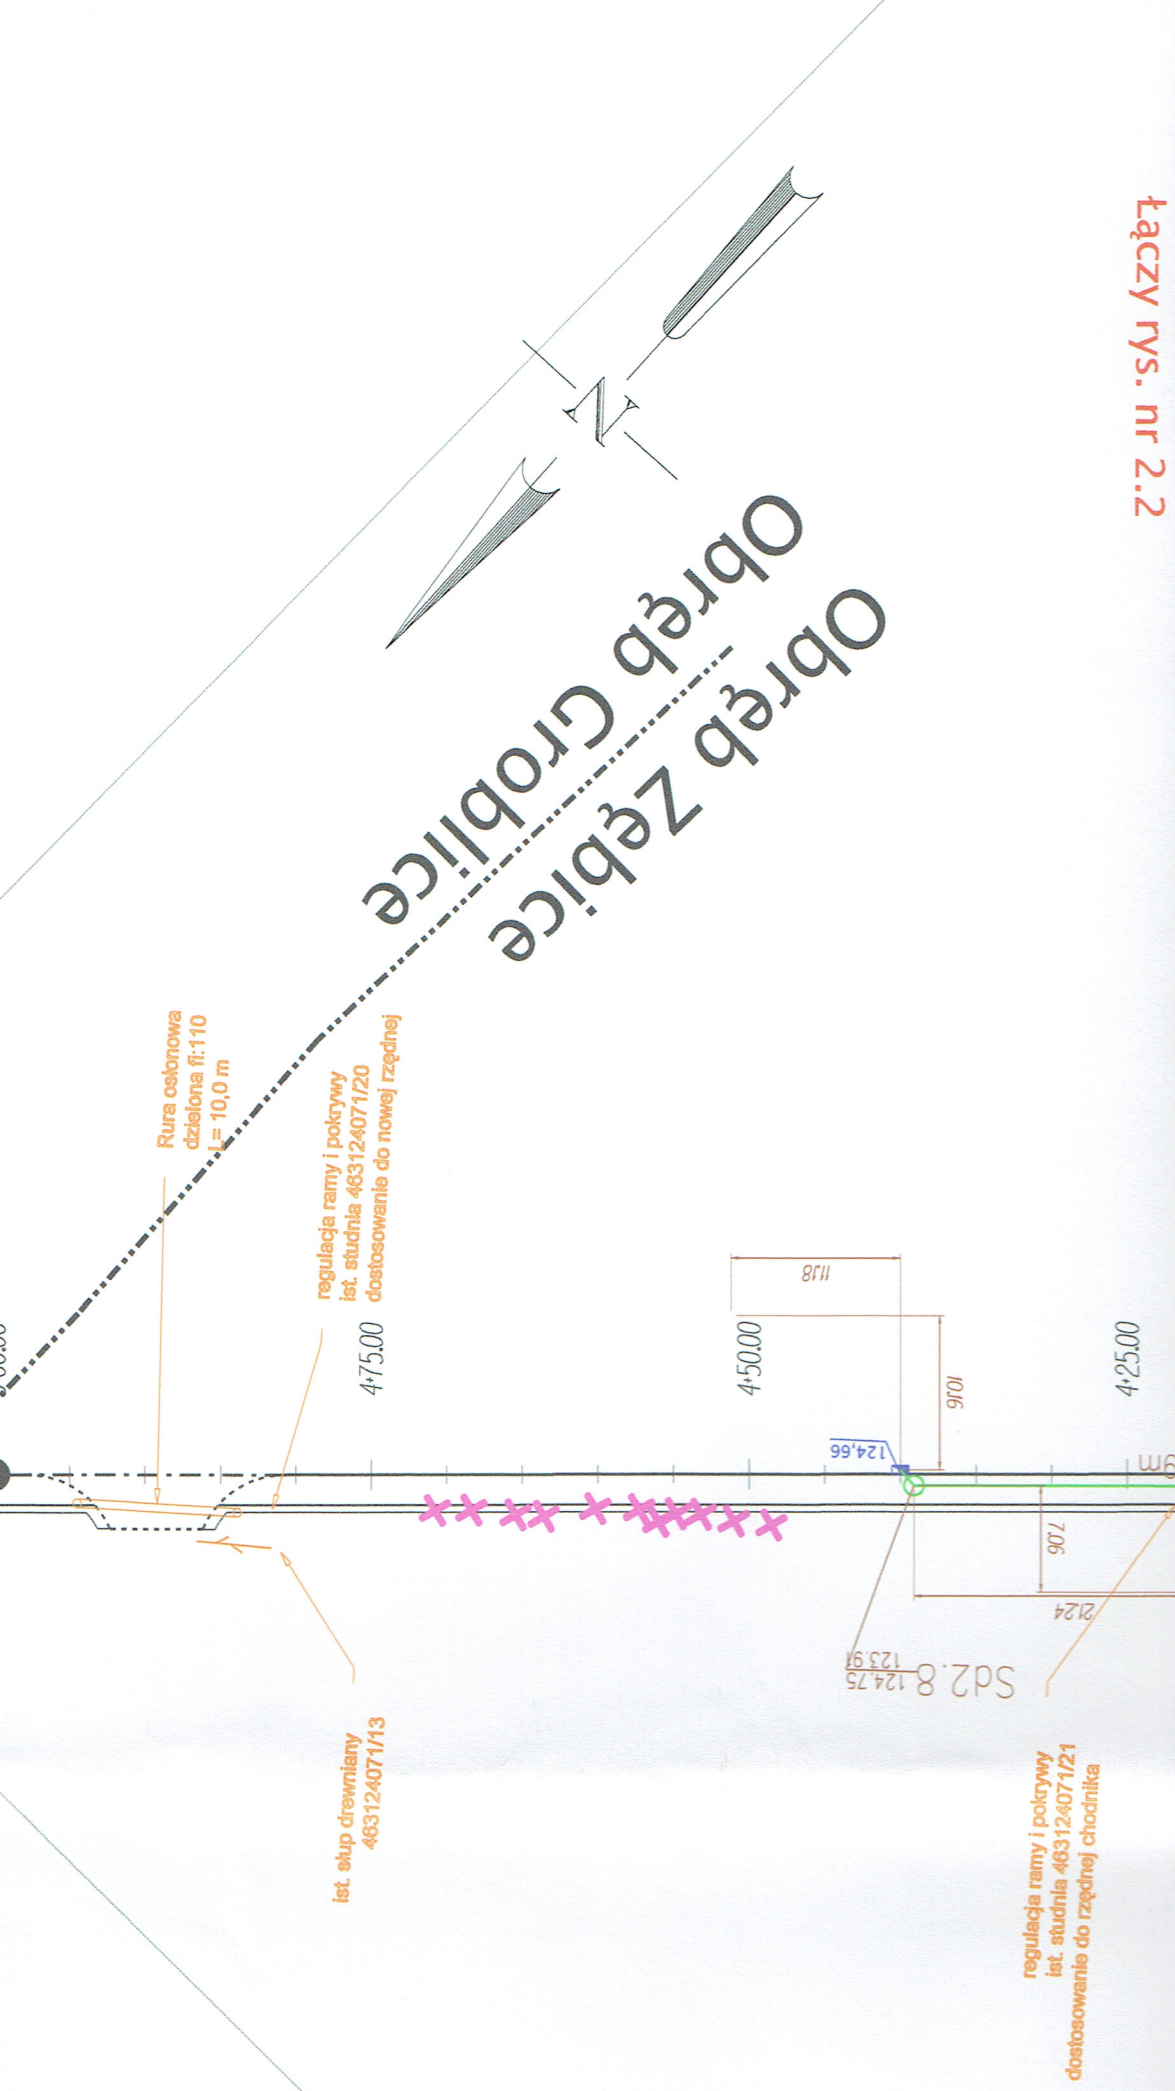 Łączy rys. nr 2.2
N
Obręb Groblice
Obręb Zębice
Rura osłonowa
dzielona fi:110
L= 10,0 m
regulacja ramy i pokrywy
ist. studnia 463124071/20
dostosowanie do nowej rzędnej
4+75.00
4+50.00
4+25.00
11.18
10.16
124,66
7.06
21.24
Sd2.8
124.75
123.91
ist. słup drewniany
463124071/13
regulacja ramy i pokrywy
ist. studnia 463124071/21
dostosowanie do rzędnej chodnika